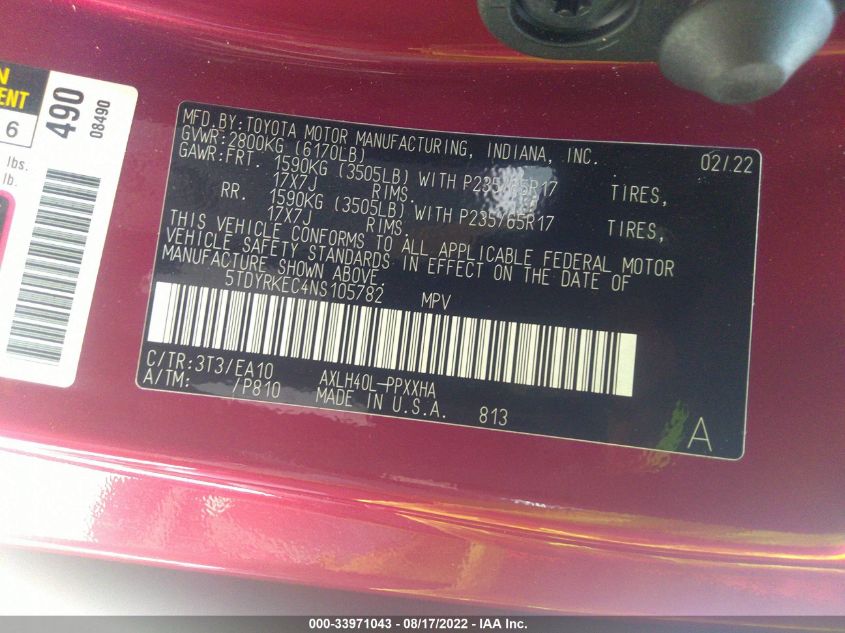 N
ENT
6
490
08490
lbs.
lb.
MFD.BY:TOYOTA MOTOR MANUFACTURING, INDIANA, INC. 02/22
GVWR:2800KG (6170LB)
GAWR:FRT. 1590KG (3505LB) WITH P235/65R17 TIRES,
17X7J RIMS.
RR. 1590KG (3505LB) WITH P235/65R17 TIRES,
17X7J RIMS.
THIS VEHICLE CONFORMS TO ALL APPLICABLE FEDERAL MOTOR
VEHICLE SAFETY STANDARDS IN EFFECT ON THE DATE OF
MANUFACTURE SHOWN ABOVE.
5TDYRKEC4NS105782 MPV
C/TR:3T3/EA10 AXLH40L-PPXXHA
A/TM: /P810 MADE IN U.S.A. 813
A
000-33971043 - 08/17/2022 - IAA Inc.